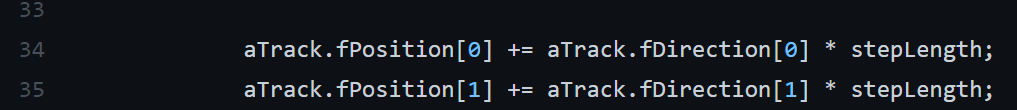 33
34 aTrack.fPosition[0] += aTrack.fDirection[0] * stepLength;
35 aTrack.fPosition[1] += aTrack.fDirection[1] * stepLength;